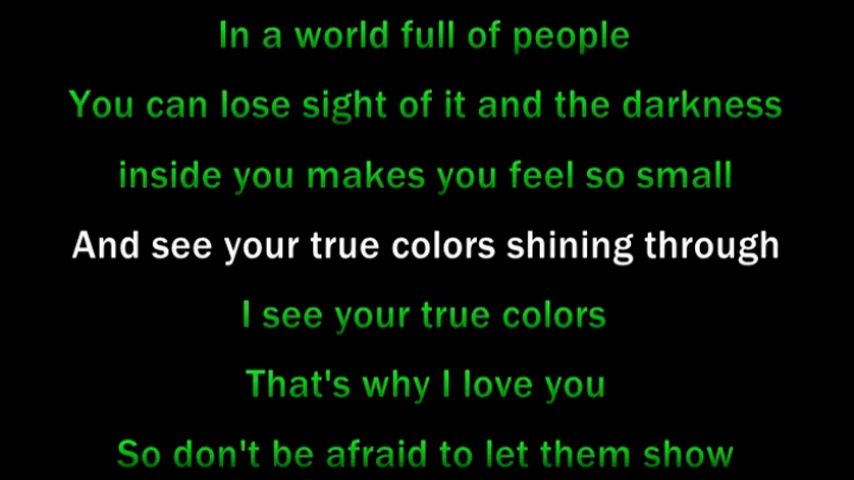 In a world full of people
You can lose sight of it and the darkness
inside you makes you feel so small
And see your true colors shining through
I see your true colors
That's why I love you
So don't be afraid to let them show